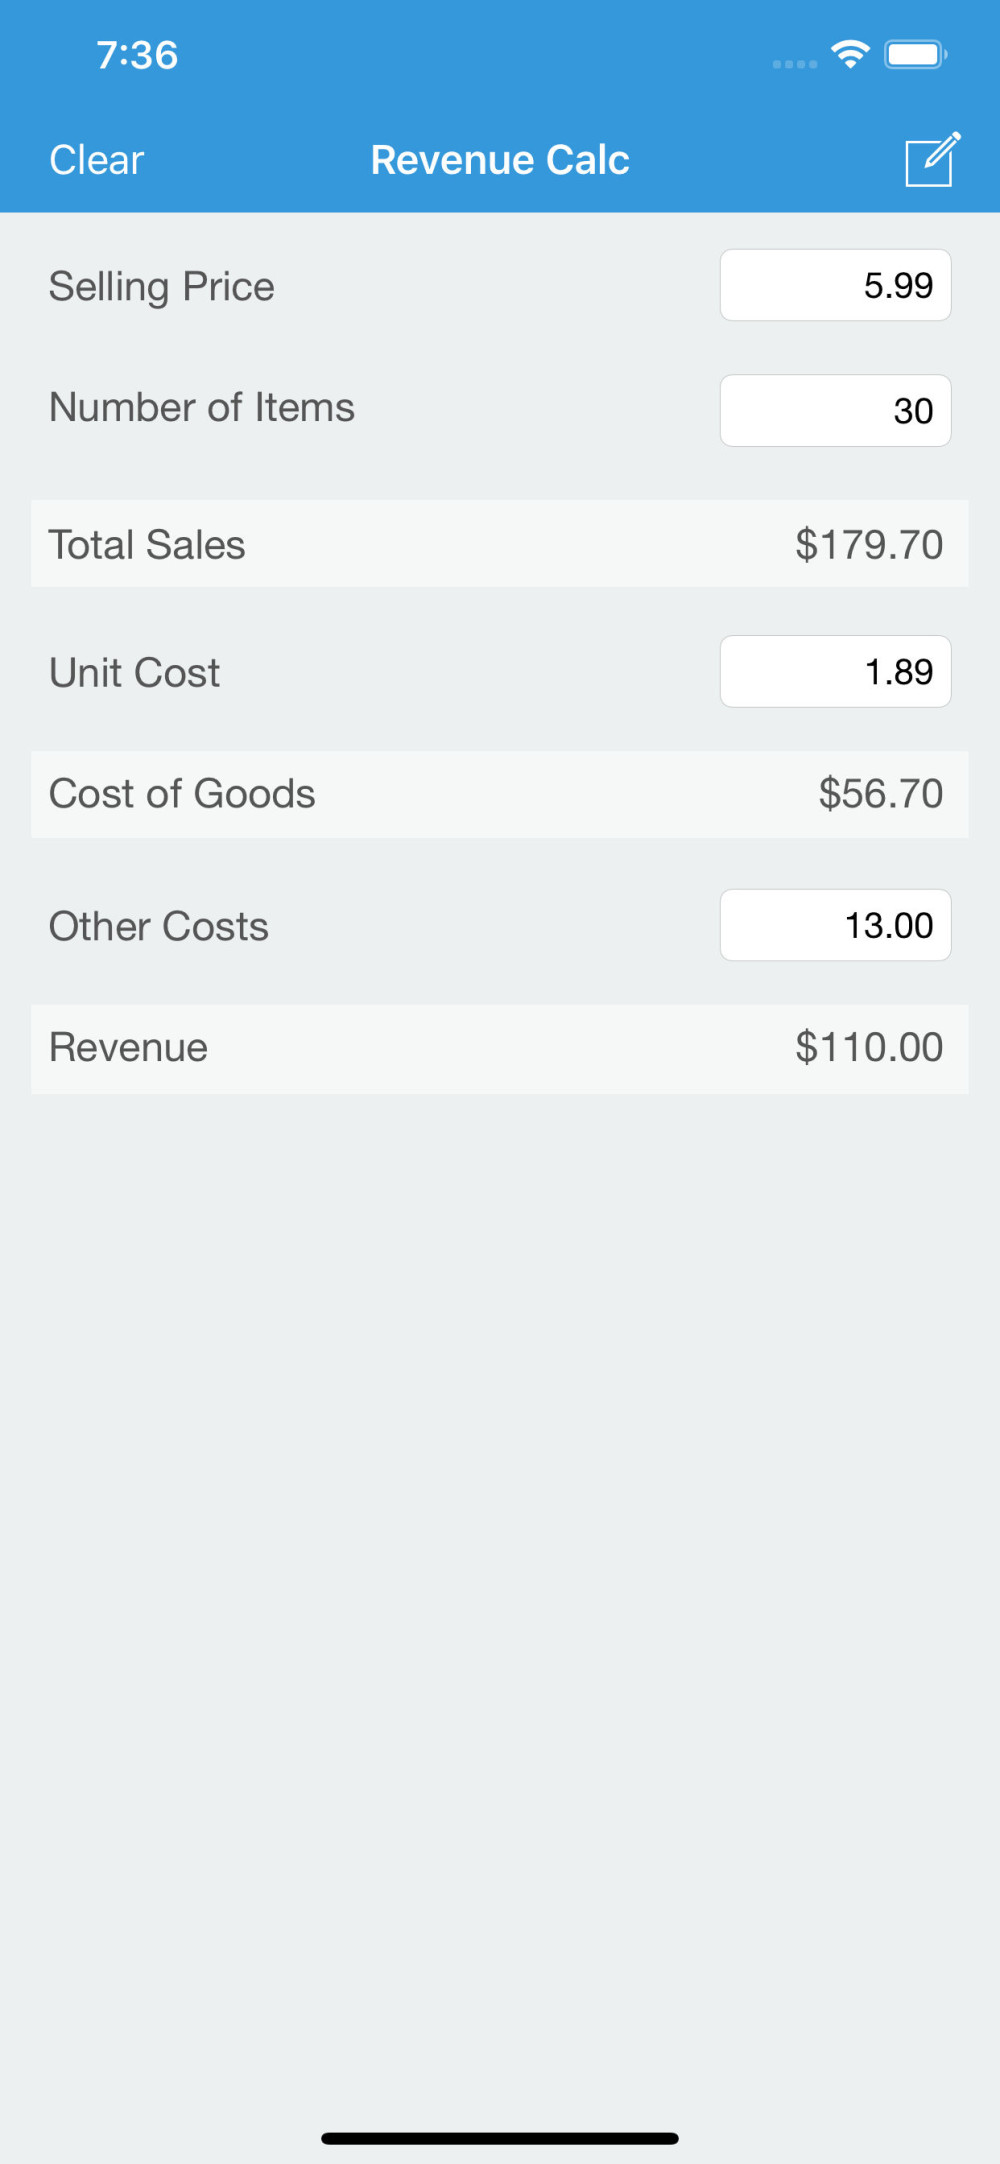 7:36
Clear Revenue Calc
Selling Price 5.99
Number of Items 30
Total Sales $179.70
Unit Cost 1.89
Cost of Goods $56.70
Other Costs 13.00
Revenue $110.00